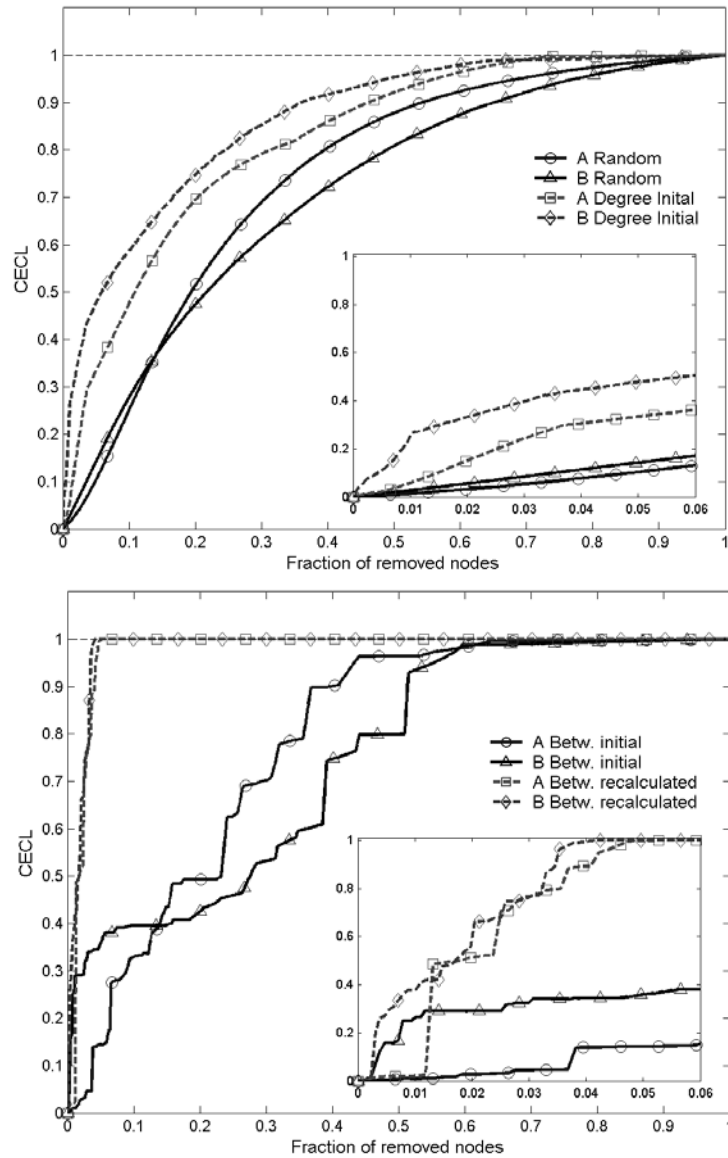 1
0.9
0.8
0.7
0.6
0.5
0.4
0.3
0.2
0.1
0
CECL
A Random
B Random
A Degree Inital
B Degree Initial
1
0.8
0.6
0.4
0.2
0
0.01 0.02 0.03 0.04 0.05 0.06
0 0.1 0.2 0.3 0.4 0.5 0.6 0.7 0.8 0.9 1
Fraction of removed nodes
1
0.9
0.8
0.7
0.6
0.5
0.4
0.3
0.2
0.1
0
CECL
A Betw. initial
B Betw. initial
A Betw. recalculated
B Betw. recalculated
1
0.8
0.6
0.4
0.2
0
0 0.01 0.02 0.03 0.04 0.05 0.06
0 0.1 0.2 0.3 0.4 0.5 0.6 0.7 0.8 0.9 1
Fraction of removed nodes